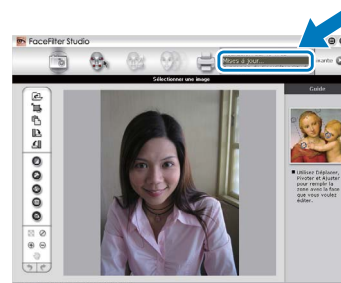 FaceFilter Studio
Mises à jour...
Sélectionner une image
Guide
Utilisez Déplacer,
Pivoter et Ajuster
pour remplir la
zone avec la face
que vous voulez
éditer.